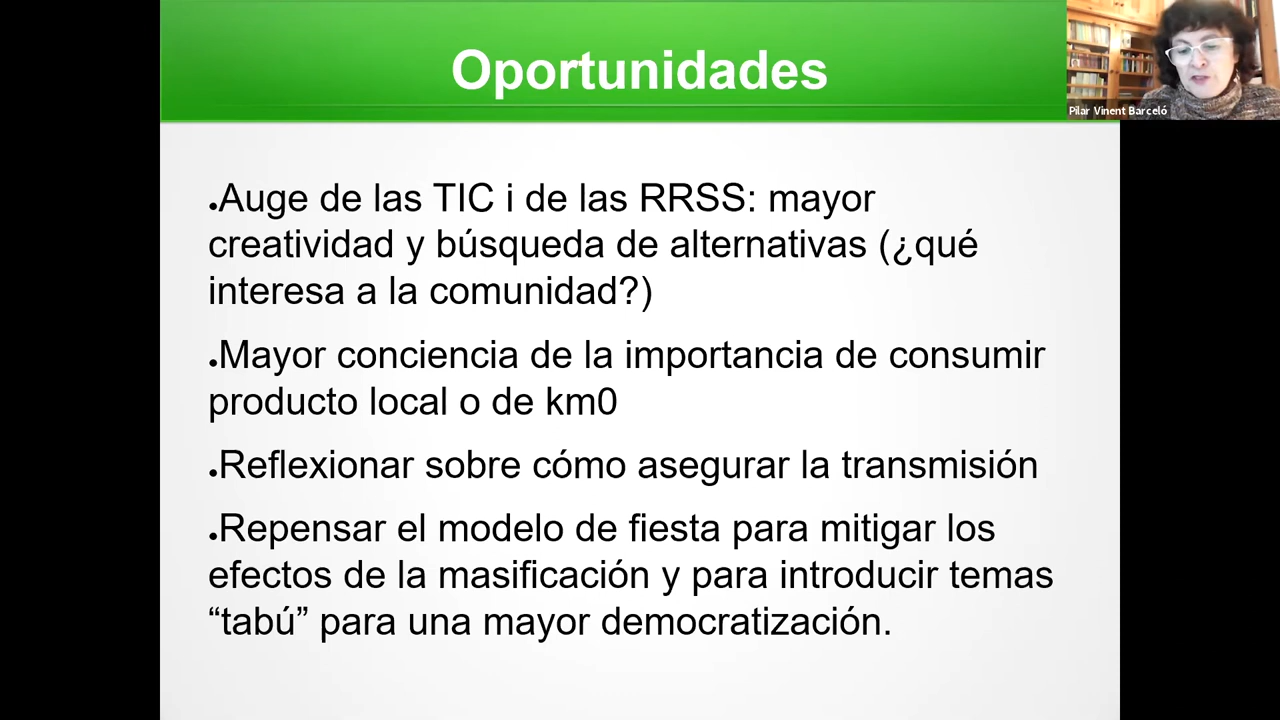 Oportunidades
Pilar Vinent Barceló
●Auge de las TIC i de las RRSS: mayor
creatividad y búsqueda de alternativas (¿qué
interesa a la comunidad?)
●Mayor conciencia de la importancia de consumir
producto local o de km0
●Reflexionar sobre cómo asegurar la transmisión
●Repensar el modelo de fiesta para mitigar los
efectos de la masificación y para introducir temas
“tabú” para una mayor democratización.